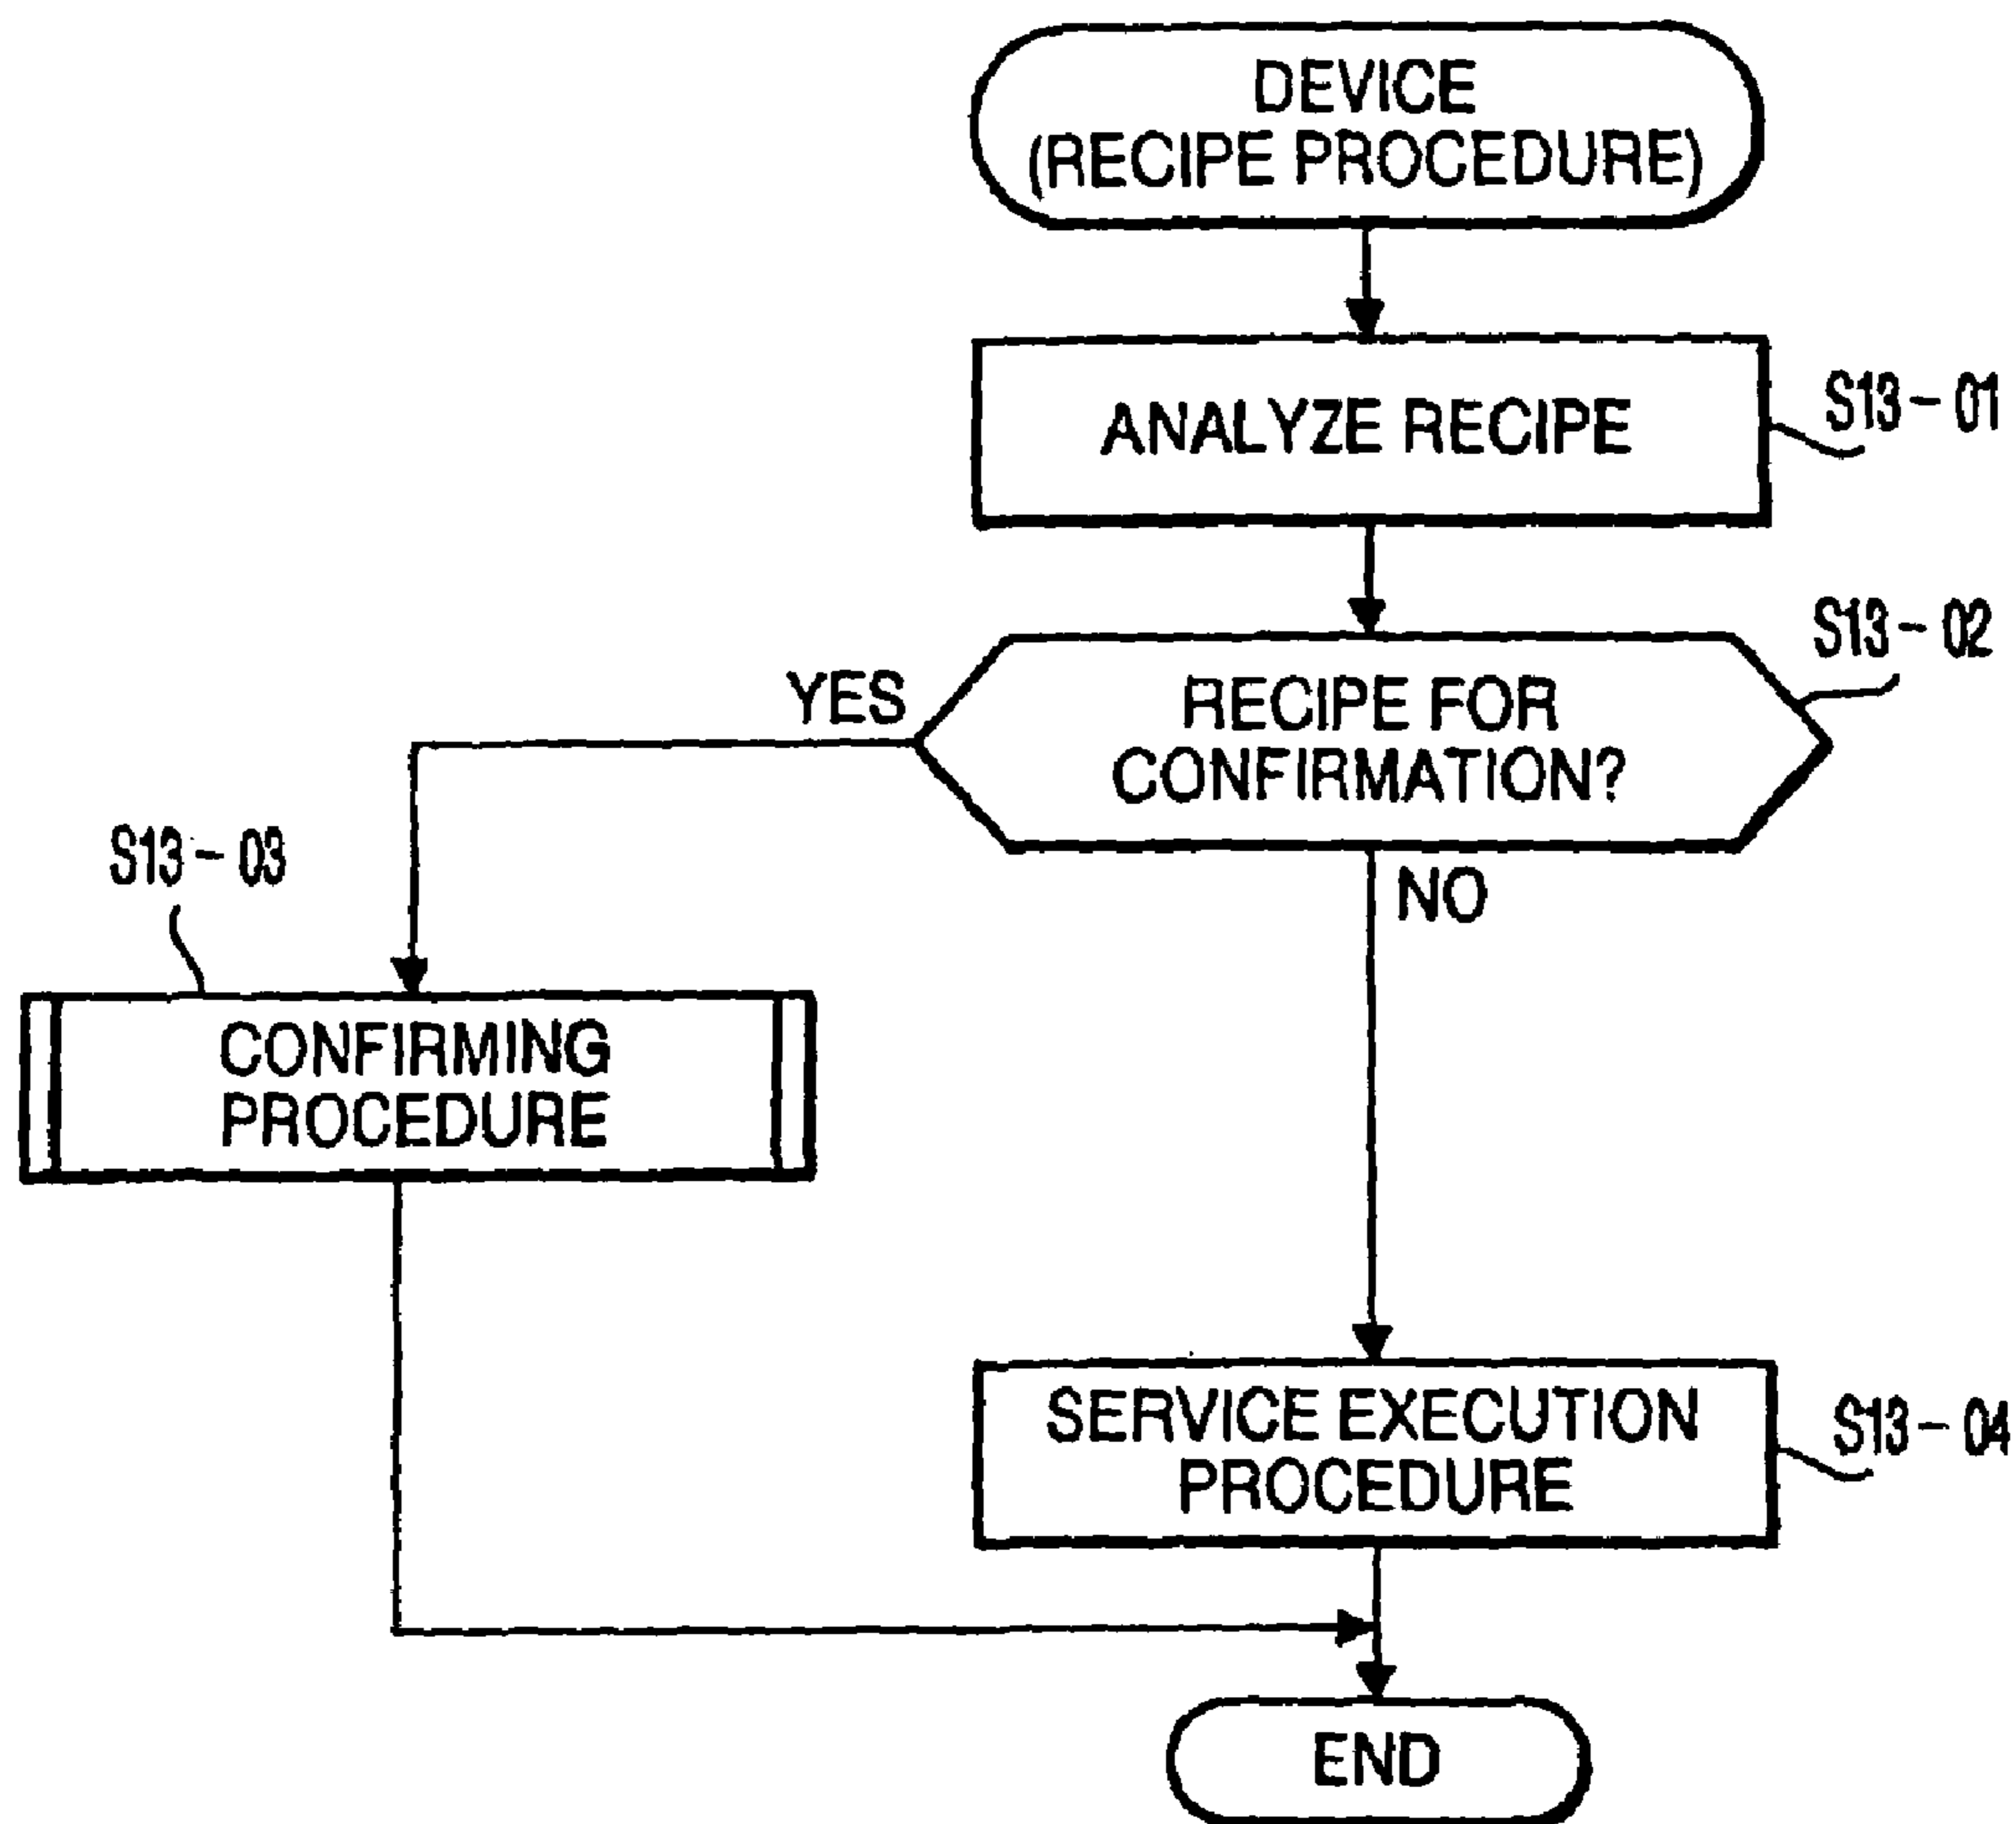 DEVICE
(RECIPE PROCEDURE)
ANALYZE RECIPE
S13-01
RECIPE FOR
CONFIRMATION?
S13-02
YES
NO
S13-03
CONFIRMING
PROCEDURE
SERVICE EXECUTION
PROCEDURE
S13-04
END